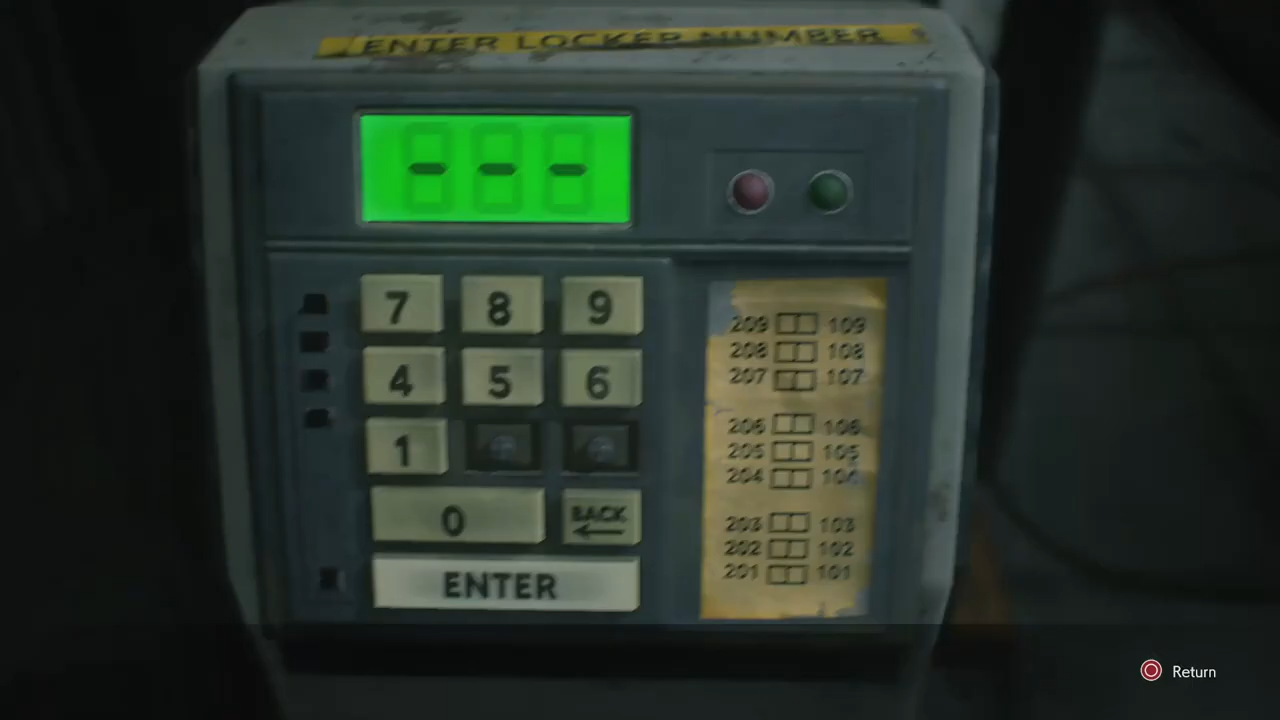 ENTER LOCKER NUMBER
- - -
7 8 9
4 5 6
1
0 BACK
ENTER
209 109
208 108
207 107
206 106
205 105
204 104
203 103
202 102
201 101
Return